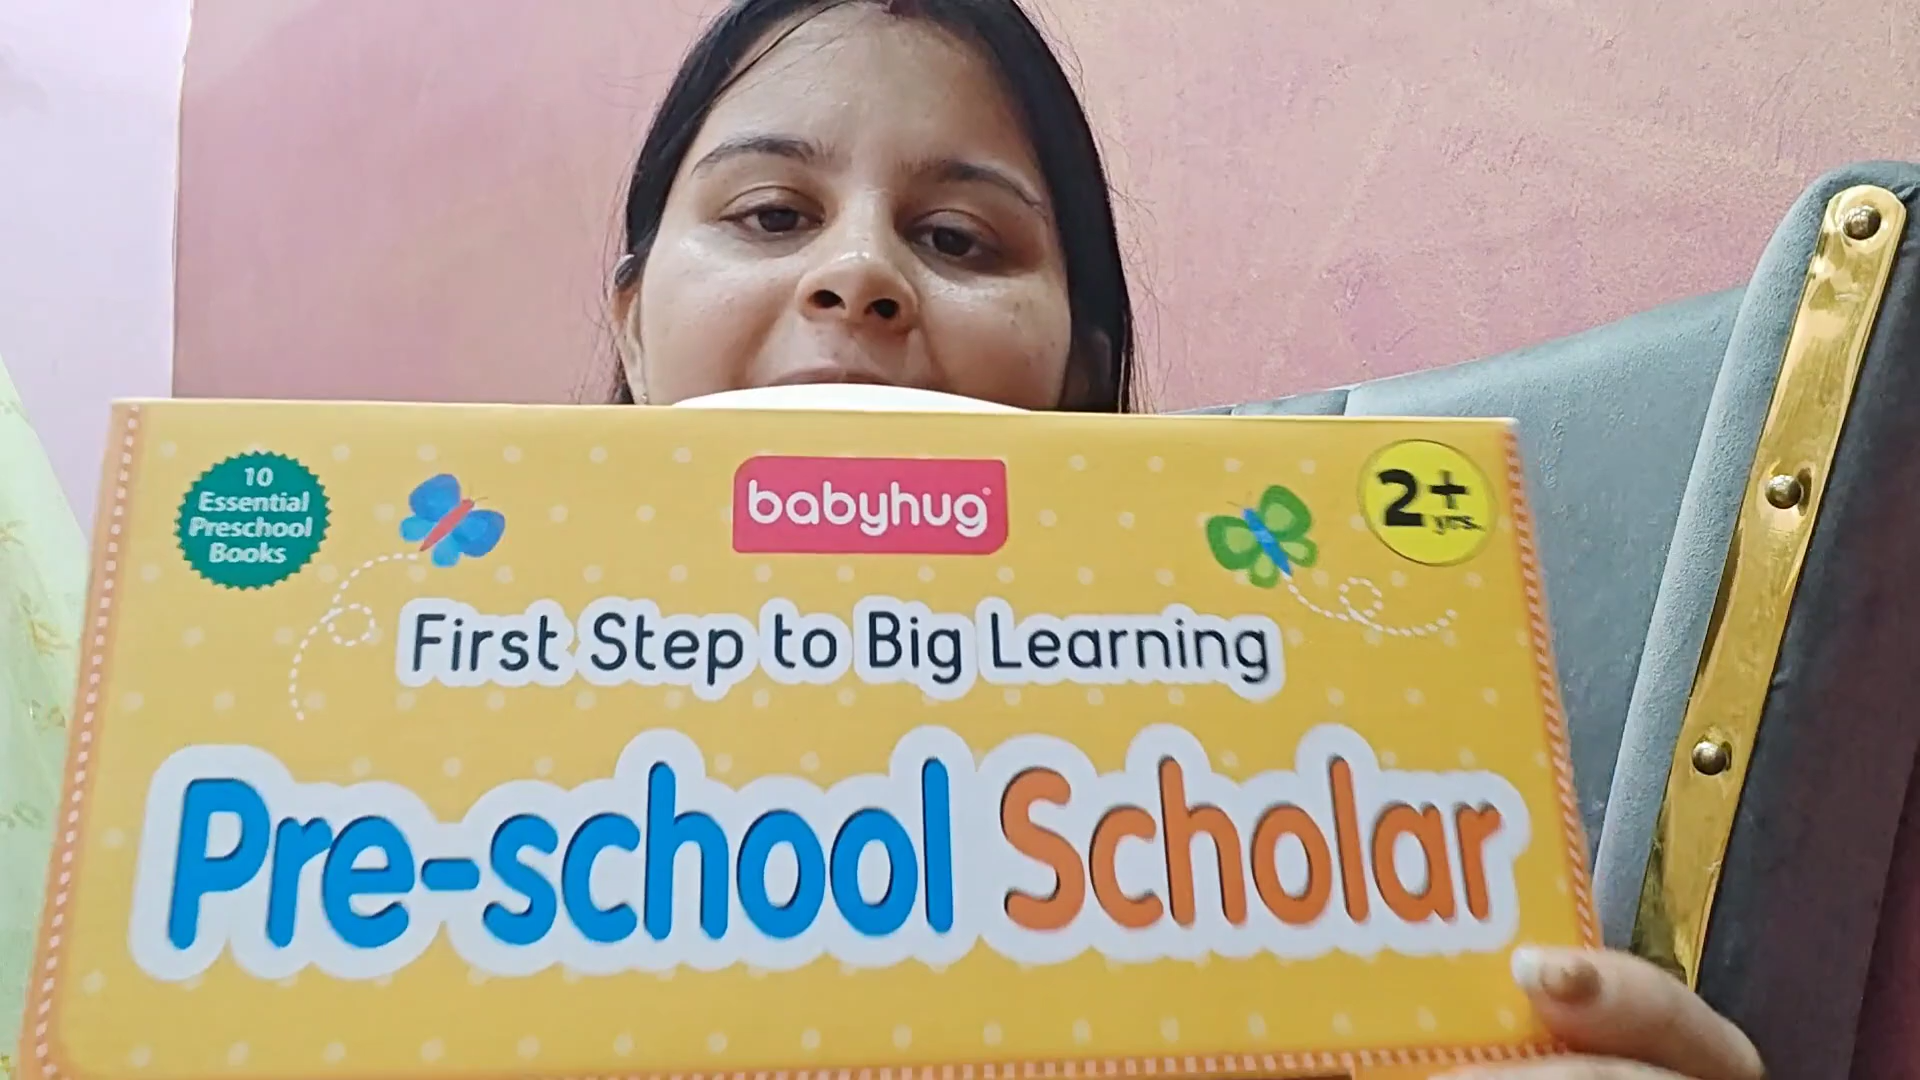 10
Essential
Preschool
Books
babyhug
2+
yrs.
First Step to Big Learning
Pre-school Scholar